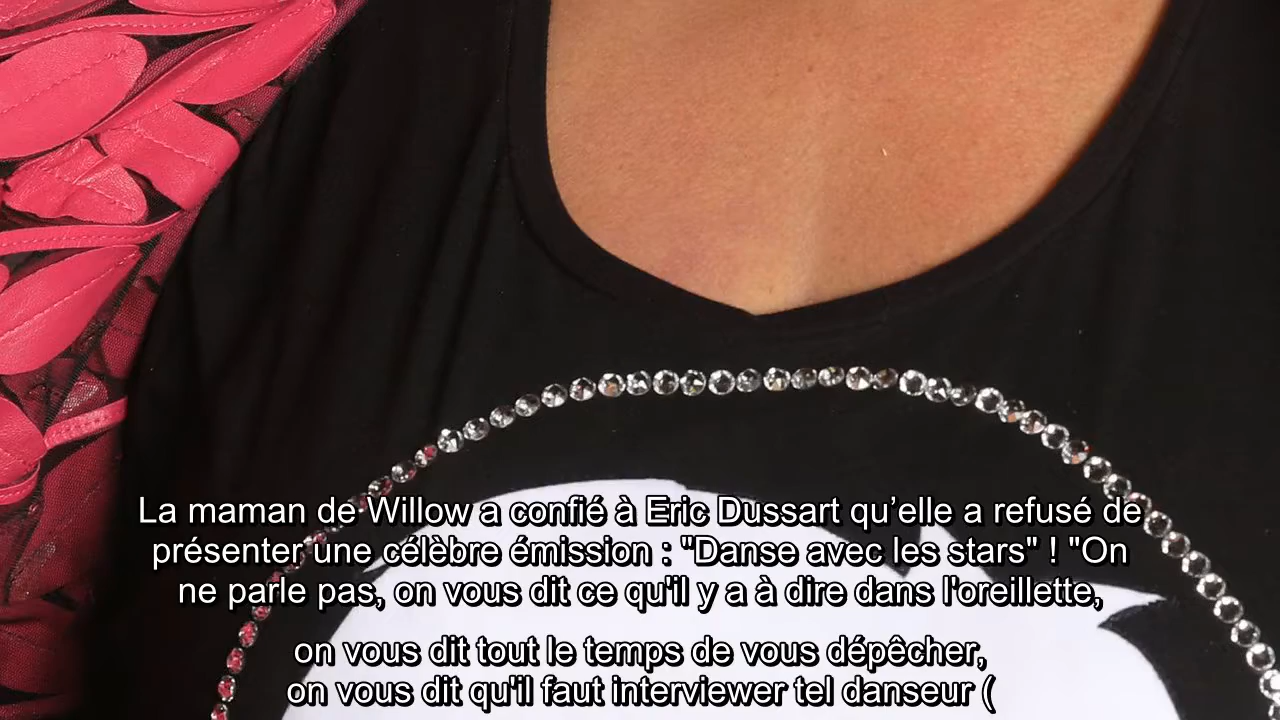 La maman de Willow a confié à Eric Dussart qu’elle a refusé de
présenter une célèbre émission : "Danse avec les stars" ! "On
ne parle pas, on vous dit ce qu'il y a à dire dans l'oreillette,
on vous dit tout le temps de vous dépêcher,
on vous dit qu'il faut interviewer tel danseur (